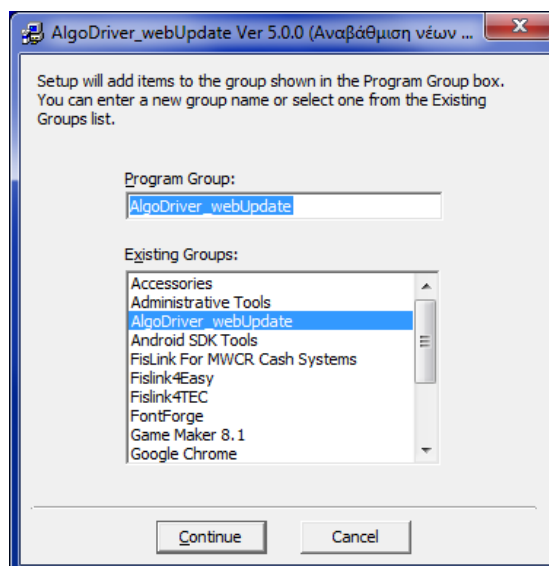 AlgoDriver_webUpdate Ver 5.0.0 (Αναβάθμιση νέων ...
Setup will add items to the group shown in the Program Group box.
You can enter a new group name or select one from the Existing
Groups list.
Program Group:
AlgoDriver_webUpdate
Existing Groups:
Accessories
Administrative Tools
AlgoDriver_webUpdate
Android SDK Tools
FisLink For MWCR Cash Systems
Fislink4Easy
Fislink4TEC
FontForge
Game Maker 8.1
Google Chrome
Continue
Cancel